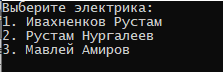 Выберите электрика:
1. Ивахненков Рустам
2. Рустам Нургалеев
3. Мавлей Амиров